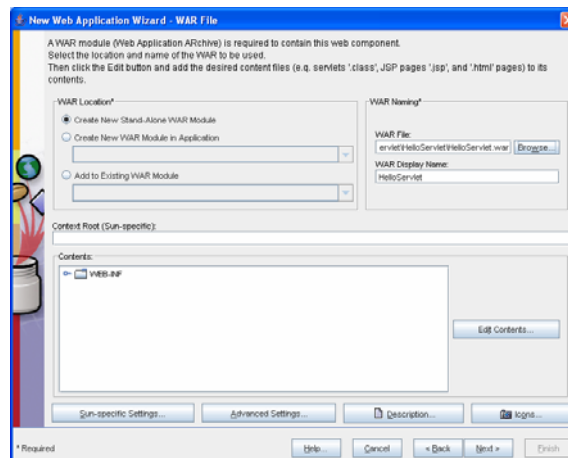 New Web Application Wizard - WAR File
A WAR module (Web Application ARchive) is required to contain this web component.
Select the location and name of the WAR to be used.
Then click the Edit button and add the desired content files (e.g. servlets '.class', JSP pages '.jsp', and '.html' pages) to its
contents.
WAR Location*
Create New Stand-Alone WAR Module
Create New WAR Module in Application
Add to Existing WAR Module
WAR Naming*
WAR File:
ervlet\HelloServlet\HelloServlet.war Browse...
WAR Display Name:
HelloServlet
Context Root (Sun-specific):
Contents:
WEB-INF
Edit Contents...
Sun-specific Settings... Advanced Settings... Description... Icons...
* Required Help... Cancel < Back Next > Finish